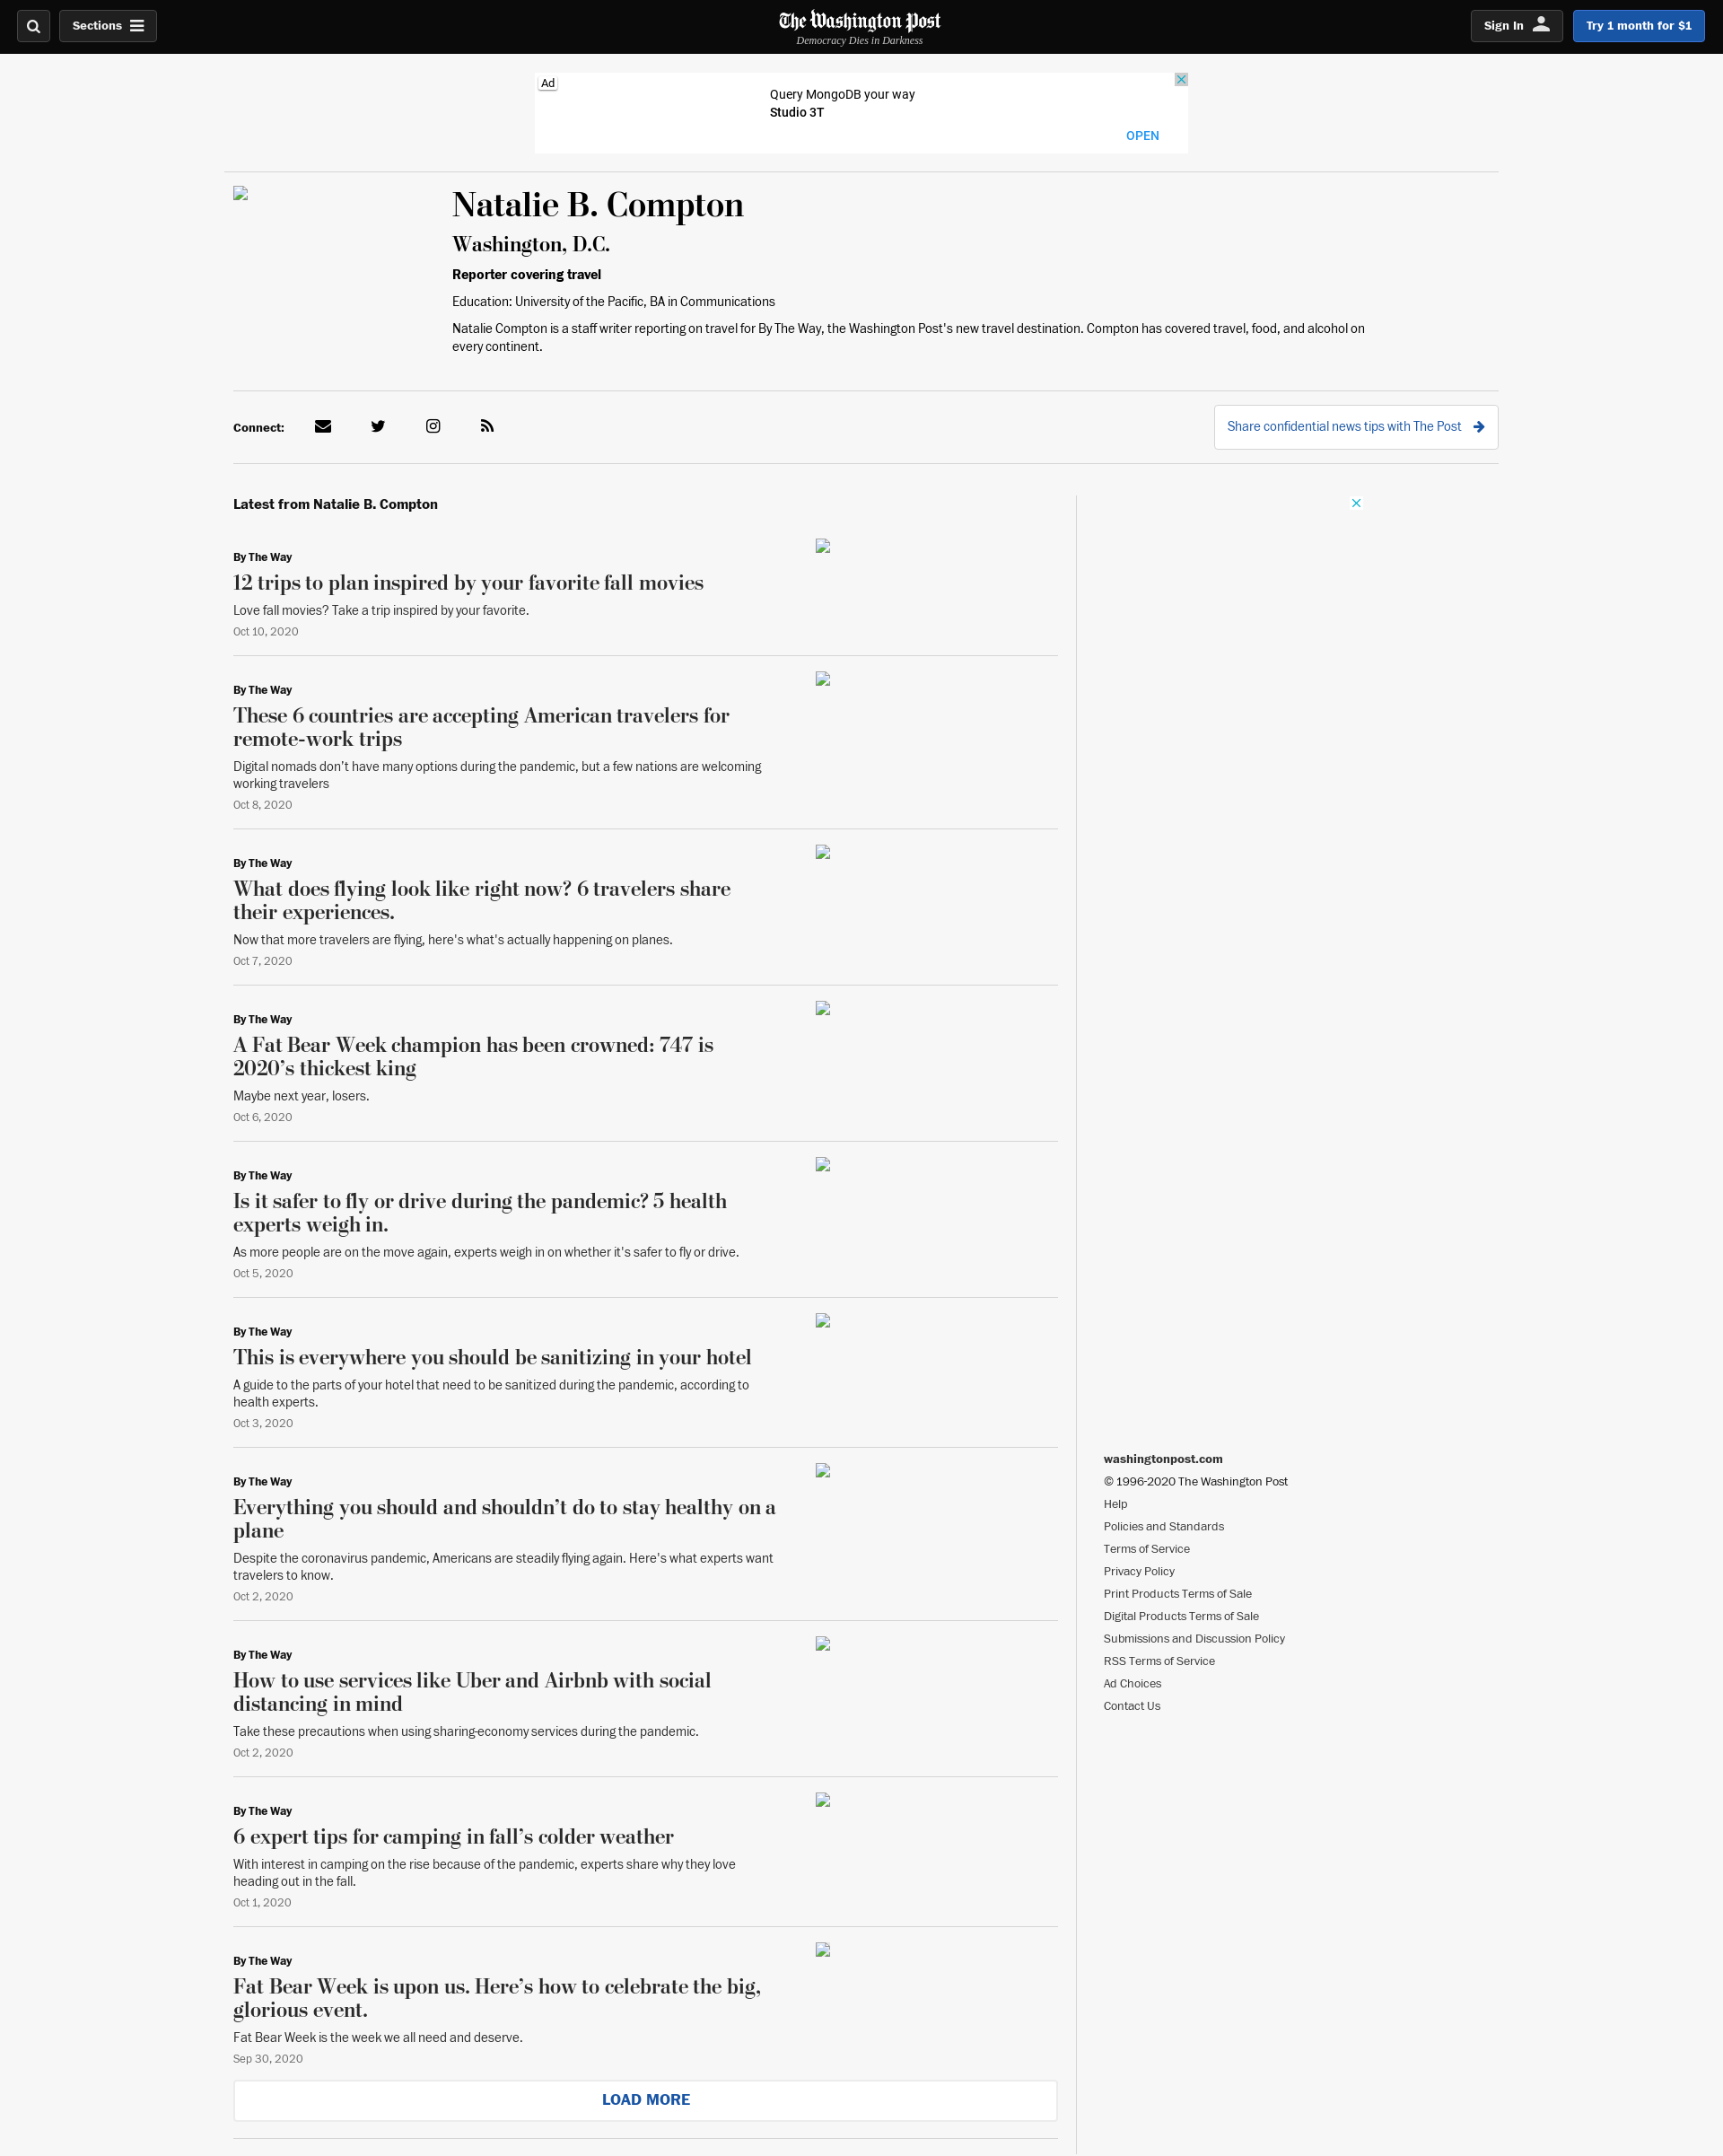 Sections
The Washington Post
Democracy Dies in Darkness
Sign In
Try 1 month for $1
Ad
Query MongoDB your way
Studio 3T
OPEN
Natalie B. Compton
Washington, D.C.
Reporter covering travel
Education: University of the Pacific, BA in Communications
Natalie Compton is a staff writer reporting on travel for By The Way, the Washington Post's new travel destination. Compton has covered travel, food, and alcohol on
every continent.
Connect:
Share confidential news tips with The Post
Latest from Natalie B. Compton
By The Way
12 trips to plan inspired by your favorite fall movies
Love fall movies? Take a trip inspired by your favorite.
Oct 10, 2020
By The Way
These 6 countries are accepting American travelers for
remote-work trips
Digital nomads don’t have many options during the pandemic, but a few nations are welcoming
working travelers
Oct 8, 2020
By The Way
What does flying look like right now? 6 travelers share
their experiences.
Now that more travelers are flying, here's what's actually happening on planes.
Oct 7, 2020
By The Way
A Fat Bear Week champion has been crowned: 747 is
2020’s thickest king
Maybe next year, losers.
Oct 6, 2020
By The Way
Is it safer to fly or drive during the pandemic? 5 health
experts weigh in.
As more people are on the move again, experts weigh in on whether it's safer to fly or drive.
Oct 5, 2020
By The Way
This is everywhere you should be sanitizing in your hotel
A guide to the parts of your hotel that need to be sanitized during the pandemic, according to
health experts.
Oct 3, 2020
By The Way
Everything you should and shouldn’t do to stay healthy on a
plane
Despite the coronavirus pandemic, Americans are steadily flying again. Here's what experts want
travelers to know.
Oct 2, 2020
By The Way
How to use services like Uber and Airbnb with social
distancing in mind
Take these precautions when using sharing-economy services during the pandemic.
Oct 2, 2020
By The Way
6 expert tips for camping in fall’s colder weather
With interest in camping on the rise because of the pandemic, experts share why they love
heading out in the fall.
Oct 1, 2020
By The Way
Fat Bear Week is upon us. Here’s how to celebrate the big,
glorious event.
Fat Bear Week is the week we all need and deserve.
Sep 30, 2020
LOAD MORE
washingtonpost.com
© 1996-2020 The Washington Post
Help
Policies and Standards
Terms of Service
Privacy Policy
Print Products Terms of Sale
Digital Products Terms of Sale
Submissions and Discussion Policy
RSS Terms of Service
Ad Choices
Contact Us